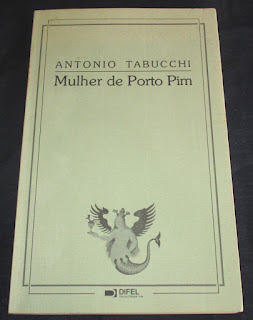 ANTONIO TABUCCHI
Mulher de Porto Pim
DIFEL